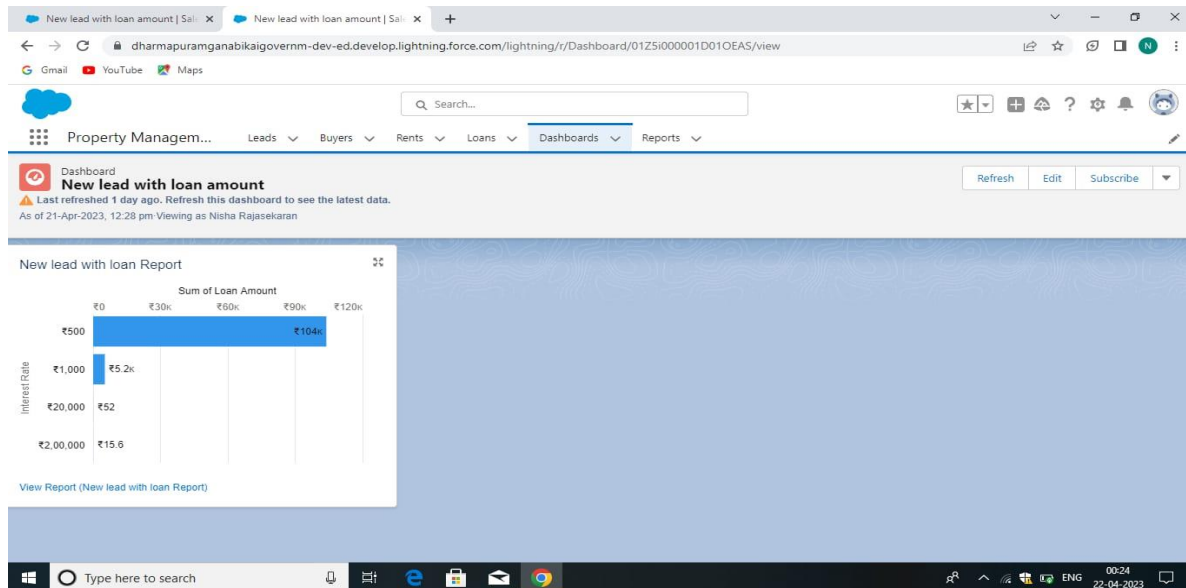 New lead with loan amount | Sale
New lead with loan amount | Sale
dharmapuramganabikaigovernm-dev-ed.develop.lightning.force.com/lightning/r/Dashboard/01Z5i000001D01OEAS/view
N
Gmail YouTube Maps
Search...
Property Managem... Leads Buyers Rents Loans Dashboards Reports
Dashboard
New lead with loan amount
Last refreshed 1 day ago. Refresh this dashboard to see the latest data.
As of 21-Apr-2023, 12:28 pm·Viewing as Nisha Rajasekaran
Refresh Edit Subscribe
New lead with loan Report
Sum of Loan Amount
₹0 ₹30K ₹60K ₹90K ₹120K
Interest Rate
₹500 ₹104K
₹1,000 ₹5.2K
₹20,000 ₹52
₹2,00,000 ₹15.6
View Report (New lead with loan Report)
Type here to search
ENG
00:24
22-04-2023